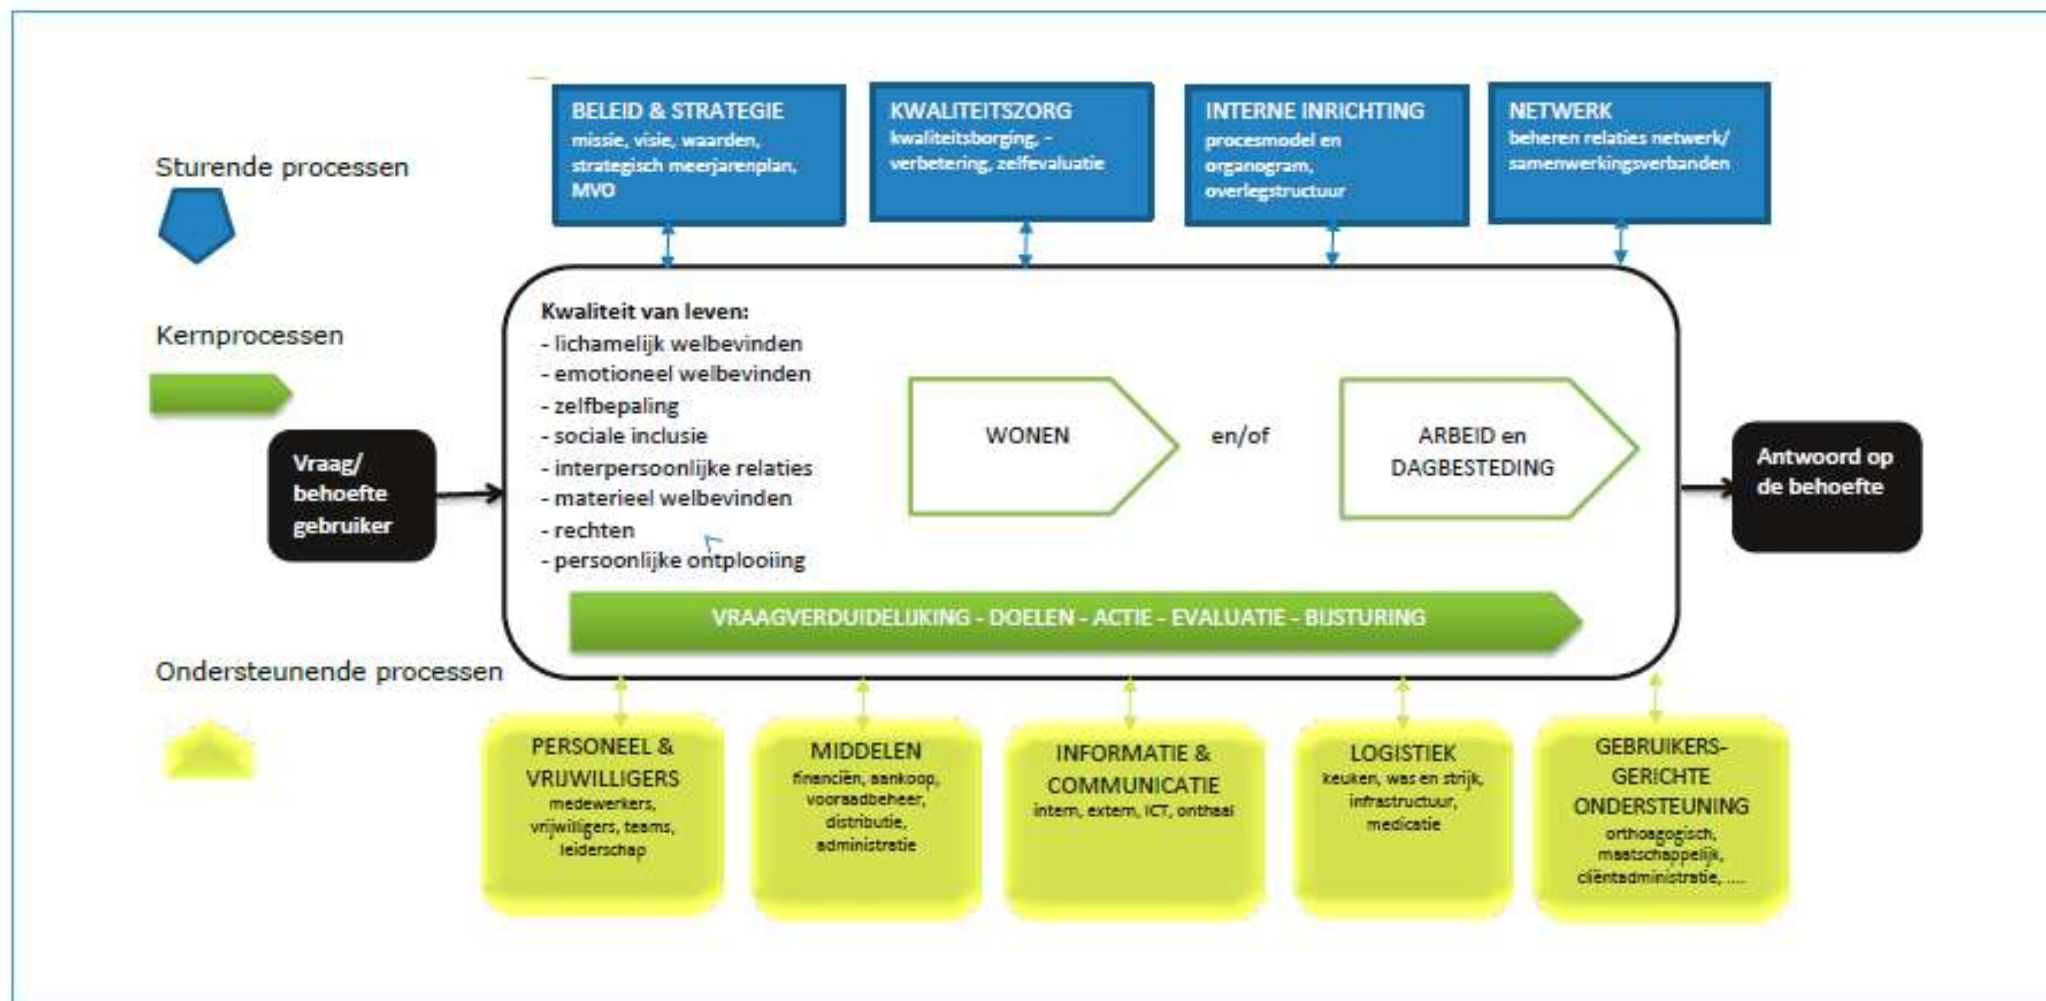 BELEID & STRATEGIE
missie, visie, waarden,
strategisch meerjarenplan,
MVO
KWALITEITSZORG
kwaliteitsborging, -
verbetering, zelfevaluatie
INTERNE INRICHTING
procesmodel en
organogram,
overlegstructuur
NETWERK
beheren relaties netwerk/
samenwerkingsverbanden
Sturende processen
Kernprocessen
Vraag/
behoefte
gebruiker
Kwaliteit van leven:
- lichamelijk welbevinden
- emotioneel welbevinden
- zelfbepaling
- sociale inclusie
- interpersoonlijke relaties
- materieel welbevinden
- rechten
- persoonlijke ontplooiing
WONEN
en/of
ARBEID en
DAGBESTEDING
Antwoord op
de behoefte
VRAAGVERDUIDELIJKING - DOELEN - ACTIE - EVALUATIE - BIJSTURING
Ondersteunende processen
PERSONEEL &
VRIJWILLIGERS
medewerkers,
vrijwilligers, teams,
leiderschap
MIDDELEN
financiën, aankoop,
vooraadbeheer,
distributie,
administratie
INFORMATIE &
COMMUNICATIE
intern, extern, ICT, onthaal
LOGISTIEK
keuken, was en strijk,
infrastructuur,
medicatie
GEBRUIKERS-
GERICHTE
ONDERSTEUNING
orthoagogisch,
maatschappelijk,
cliëntadministratie, ....